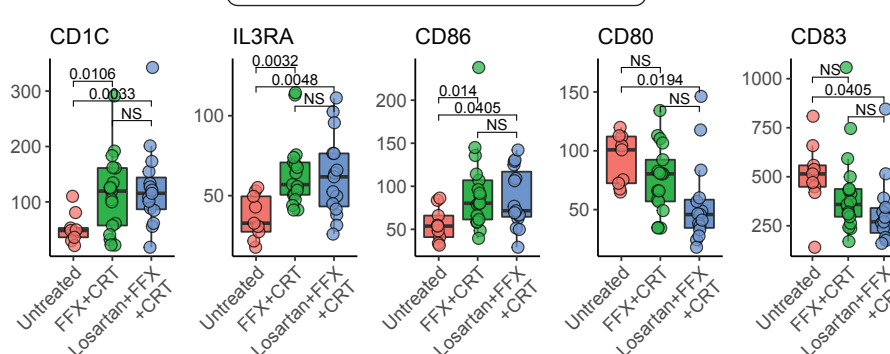 CD1C
300
200
100
0.0106
0.0033
NS
Untreated
FFX+CRT
Losartan+FFX
+CRT
IL3RA
100
50
0.0032
0.0048
NS
Untreated
FFX+CRT
Losartan+FFX
+CRT
CD86
200
150
100
50
0.014
0.0405
NS
Untreated
FFX+CRT
Losartan+FFX
+CRT
CD80
150
100
50
NS
0.0194
NS
Untreated
FFX+CRT
Losartan+FFX
+CRT
CD83
1000
750
500
250
NS
0.0405
NS
Untreated
FFX+CRT
Losartan+FFX
+CRT